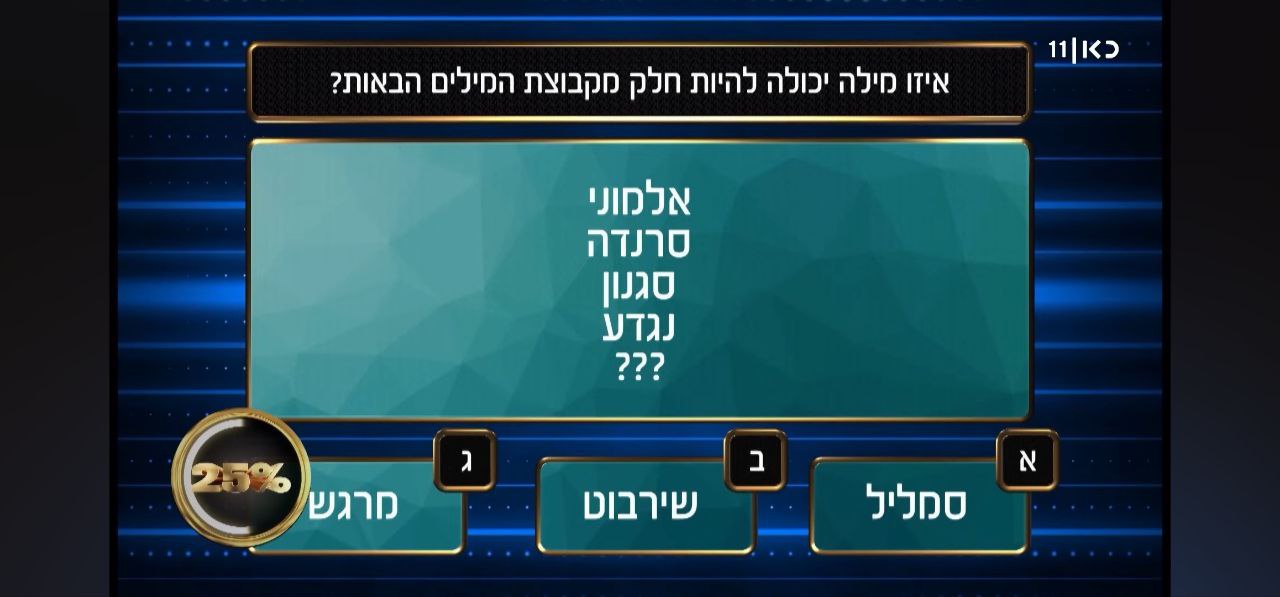 כאן|11
איזו מילה יכולה להיות חלק מקבוצת המילים הבאות?
אלמוני
סרנדה
סגנון
נגדע
???
א
סמליל
ב
שירבוט
ג
מרגש
25%